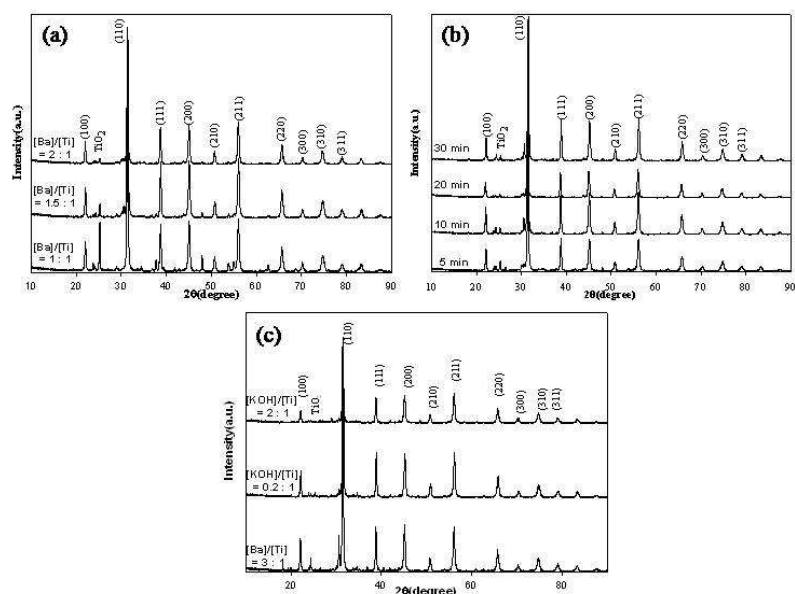 (a)
Intensity(a.u.)
(100)
TiO2
(110)
(111)
(200)
(210)
(211)
(220)
(300)
(310)
(311)
[Ba]/[Ti]
= 2 : 1
[Ba]/[Ti]
= 1.5 : 1
[Ba]/[Ti]
= 1 : 1
10 20 30 40 50 60 70 80 90
2θ(degree)
(b)
Intensity(a.u.)
(100)
TiO2
(110)
(111)
(200)
(210)
(211)
(220)
(300)
(310)
(311)
30 min
20 min
10 min
5 min
10 20 30 40 50 60 70 80 90
2θ(degree)
(c)
Intensity(a.u.)
(100)
TiO
(110)
(111)
(200)
(210)
(211)
(220)
(300)
(310)
(311)
[KOH]/[Ti]
= 2 : 1
[KOH]/[Ti]
= 0.2 : 1
[Ba]/[Ti]
= 3 : 1
20 40 60 80
2θ(degree)